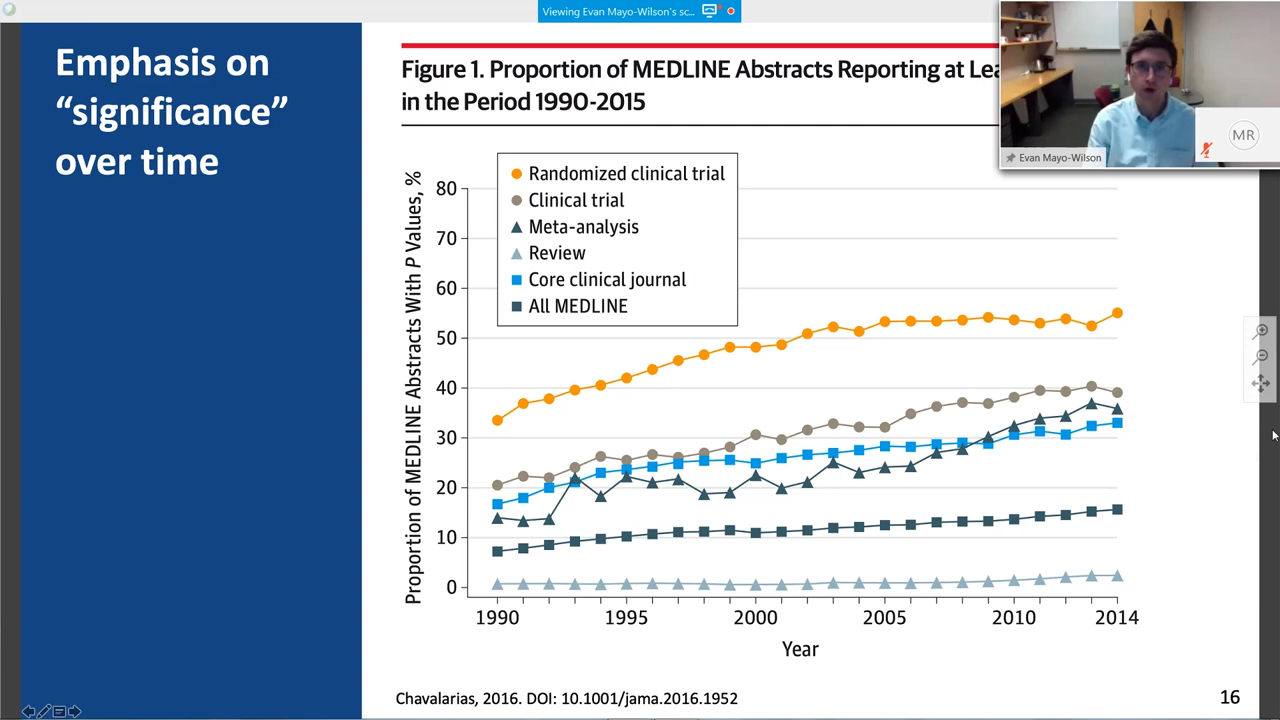 Viewing Evan Mayo-Wilson's sc...
Emphasis on
“significance”
over time
Figure 1. Proportion of MEDLINE Abstracts Reporting at Lea
in the Period 1990-2015
MR
Evan Mayo-Wilson
Randomized clinical trial
Clinical trial
Meta-analysis
Review
Core clinical journal
All MEDLINE
Proportion of MEDLINE Abstracts With P Values, %
80
70
60
50
40
30
20
10
0
1990 1995 2000 2005 2010 2014
Year
Chavalarias, 2016. DOI: 10.1001/jama.2016.1952
16